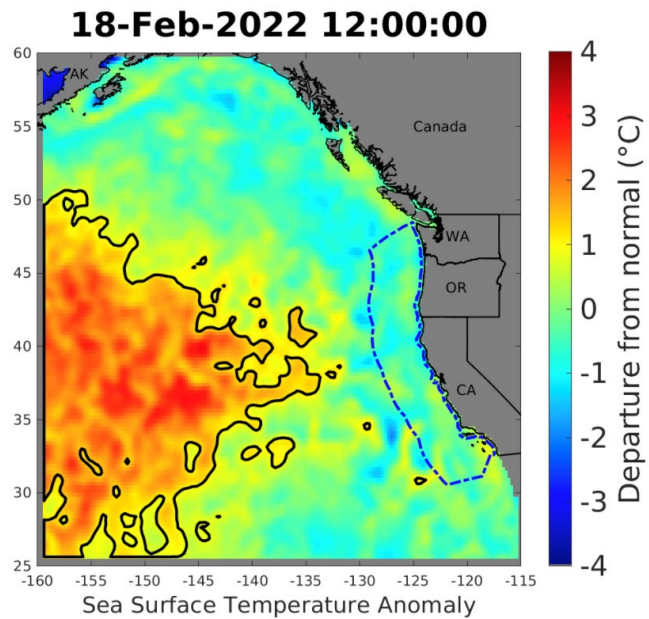 18-Feb-2022 12:00:00
60
55
50
45
40
35
30
25
AK
Canada
WA
OR
CA
-160 -155 -150 -145 -140 -135 -130 -125 -120 -115
Sea Surface Temperature Anomaly
4
3
2
1
0
-1
-2
-3
-4
Departure from normal (°C)